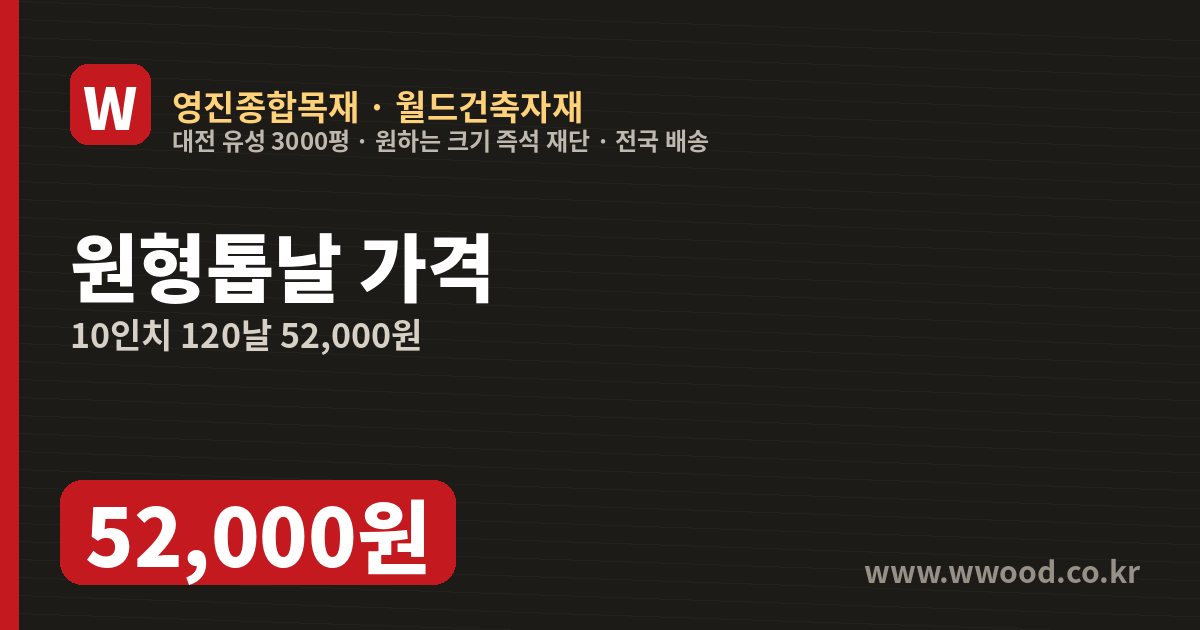 W
영진종합목재 · 월드건축자재
대전 유성 3000평 · 원하는 크기 즉석 재단 · 전국 배송
원형톱날 가격
10인치 120날 52,000원
52,000원
www.wwood.co.kr